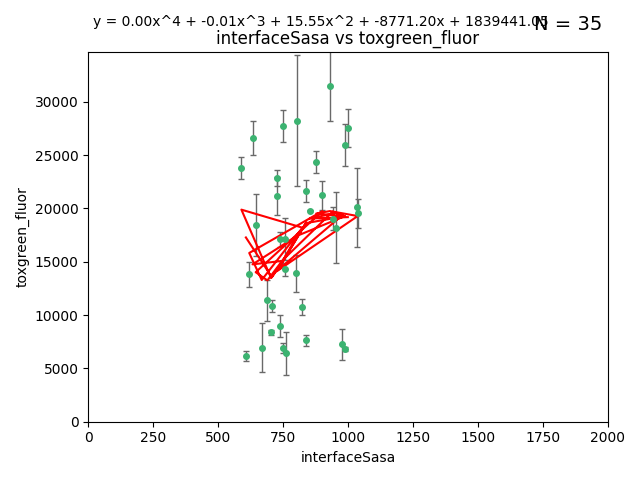 y = 0.00x^4 + -0.01x^3 + 15.55x^2 + -8771.20x + 1839441.05
N = 35
interfaceSasa vs toxgreen_fluor
30000
25000
20000
15000
10000
5000
0
toxgreen_fluor
0 250 500 750 1000 1250 1500 1750 2000
interfaceSasa